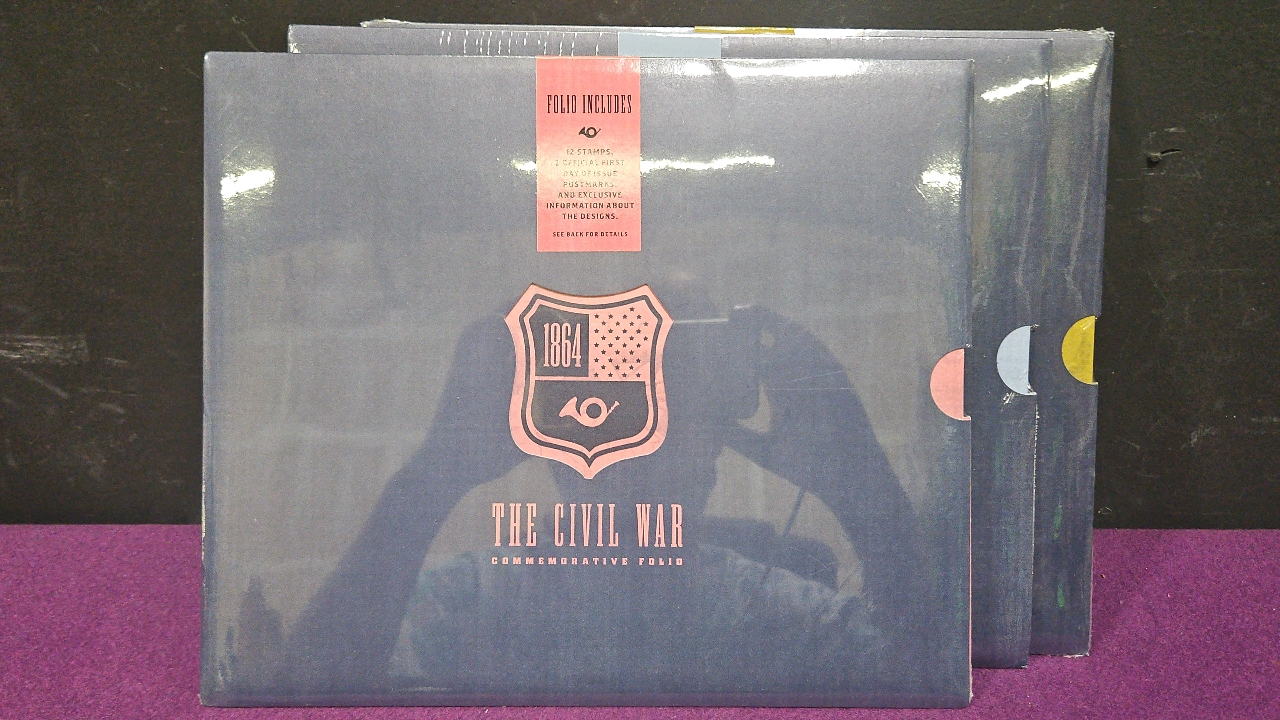 FOLIO INCLUDES
12 STAMPS,
2 OFFICIAL FIRST
DAY OF ISSUE
POSTMARKS,
AND EXCLUSIVE
INFORMATION ABOUT
THE DESIGNS.
SEE BACK FOR DETAILS
1864
THE CIVIL WAR
COMMEMORATIVE FOLIO